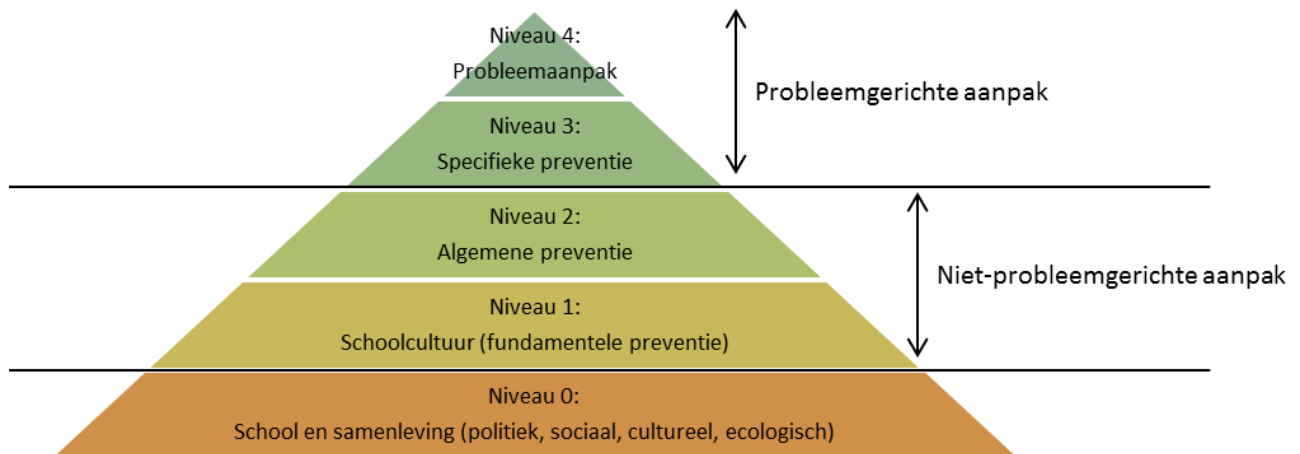 Niveau 4:
Probleemaanpak
Probleemgerichte aanpak
Niveau 3:
Specifieke preventie
Niveau 2:
Algemene preventie
Niet-probleemgerichte aanpak
Niveau 1:
Schoolcultuur (fundamentele preventie)
Niveau 0:
School en samenleving (politiek, sociaal, cultureel, ecologisch)